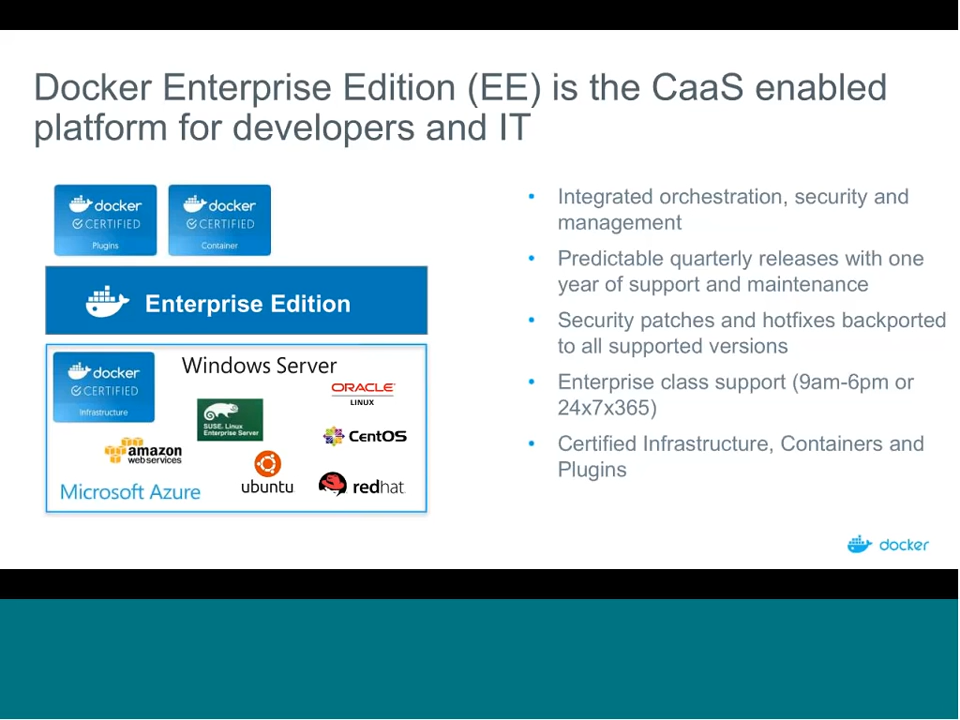 Docker Enterprise Edition (EE) is the CaaS enabled
platform for developers and IT
docker
CERTIFIED
Plugins
docker
CERTIFIED
Container
Enterprise Edition
docker
CERTIFIED
Infrastructure
Windows Server
ORACLE
LINUX
SUSE. Linux
Enterprise Server
CentOS
amazon
webservices
ubuntu
redhat.
Microsoft Azure
• Integrated orchestration, security and
management
• Predictable quarterly releases with one
year of support and maintenance
• Security patches and hotfixes backported
to all supported versions
• Enterprise class support (9am-6pm or
24x7x365)
• Certified Infrastructure, Containers and
Plugins
docker